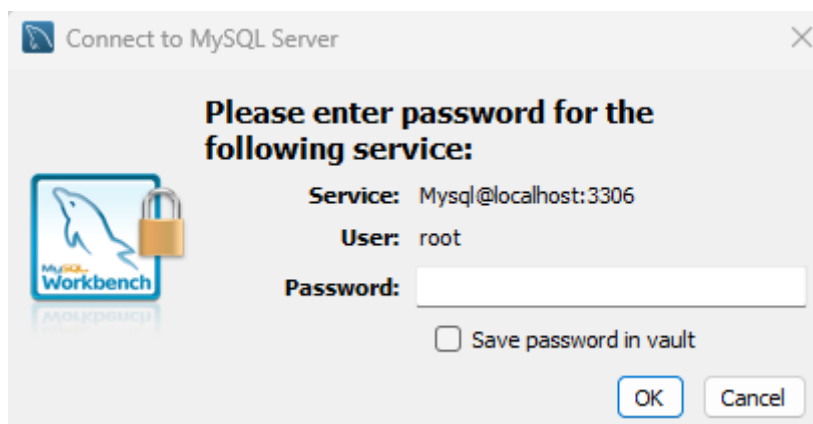 Connect to MySQL Server
Please enter password for the
following service:
Service: Mysql@localhost:3306
User: root
MySQL
Workbench
Password:
Save password in vault
OK Cancel